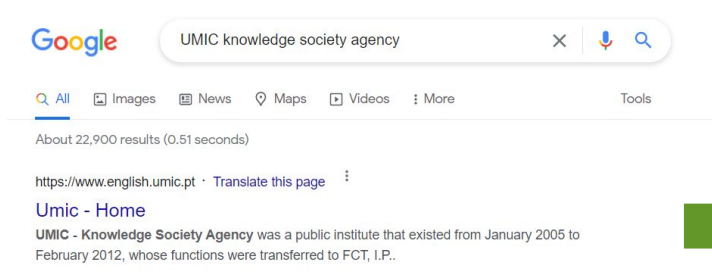 Google
UMIC knowledge society agency
All Images News Maps Videos More Tools
About 22,900 results (0.51 seconds)
https://www.english.umic.pt · Translate this page
Umic - Home
UMIC - Knowledge Society Agency was a public institute that existed from January 2005 to
February 2012, whose functions were transferred to FCT, I.P..